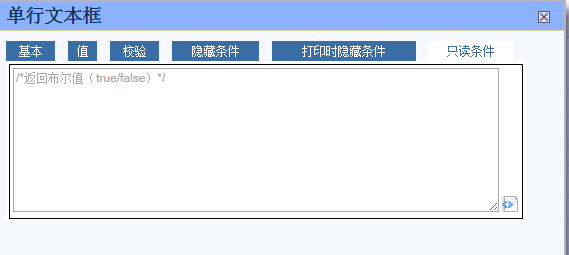 单行文本框
基本 值 校验 隐藏条件 打印时隐藏条件 只读条件
/*返回布尔值（true/false）*/